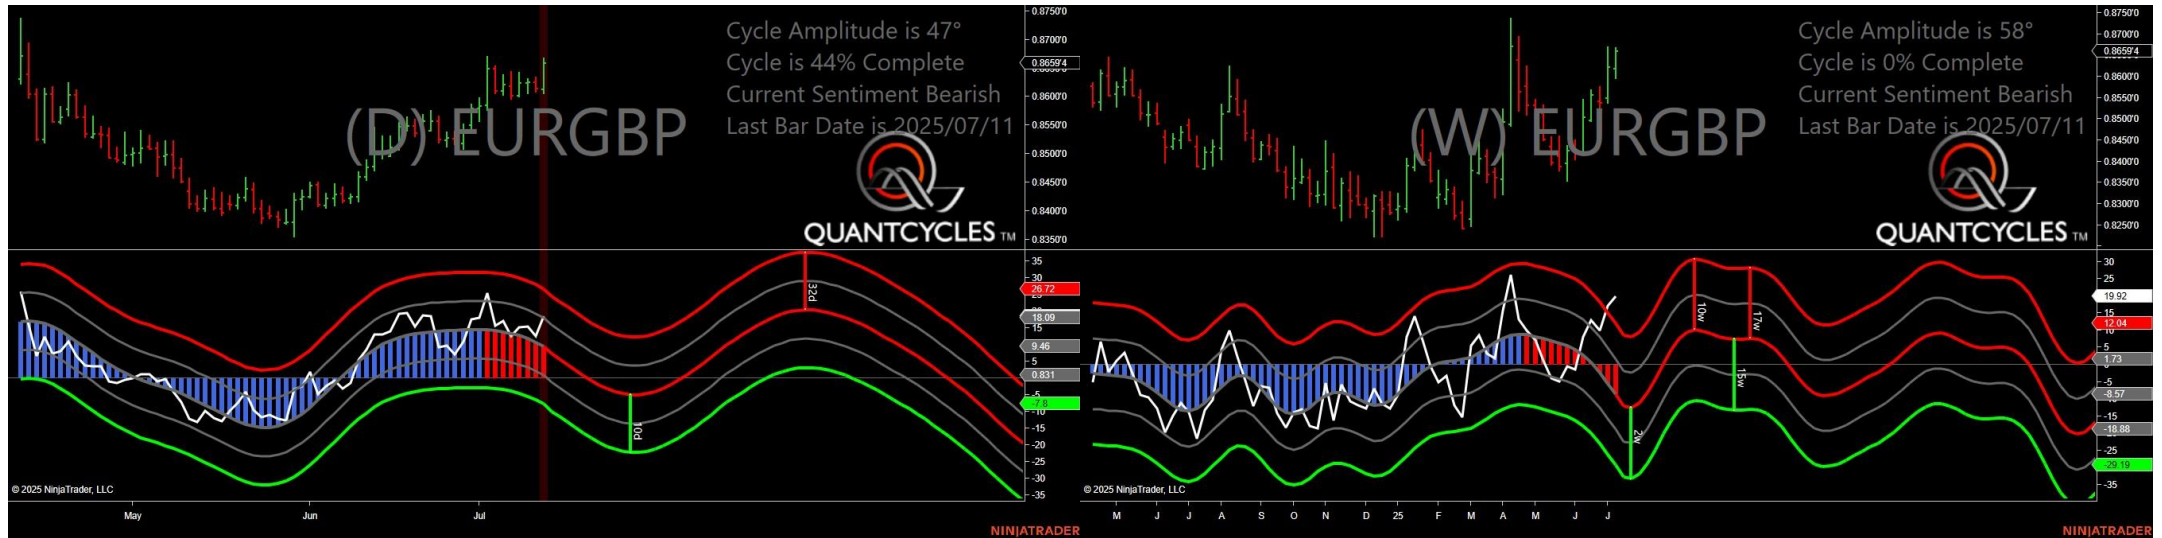 Cycle Amplitude is 47°
Cycle is 44% Complete
Current Sentiment Bearish
Last Bar Date is 2025/07/11
(D) EURGBP
QUANTCYCLES TM
0.8750'0
0.8700'0
0.8659'4
0.8600'0
0.8550'0
0.8500'0
0.8450'0
0.8400'0
0.8350'0
35
30
26.72
18.09
15
9.46
5
0.831
-5
-7.8
-10
-15
-20
-25
-30
-35
32d
10d
© 2025 NinjaTrader, LLC
May
Jun
Jul
NINJATRADER
Cycle Amplitude is 58°
Cycle is 0% Complete
Current Sentiment Bearish
Last Bar Date is 2025/07/11
(W) EURGBP
QUANTCYCLES TM
0.8750'0
0.8700'0
0.8659'4
0.8600'0
0.8550'0
0.8500'0
0.8450'0
0.8400'0
0.8350'0
0.8300'0
0.8250'0
30
25
19.92
15
12.04
5
1.73
-5
-8.57
-15
-18.88
-25
-29.19
-35
10w
17w
15w
2w
© 2025 NinjaTrader, LLC
M J J A S O N D 25 F M A M J J
NINJATRADER